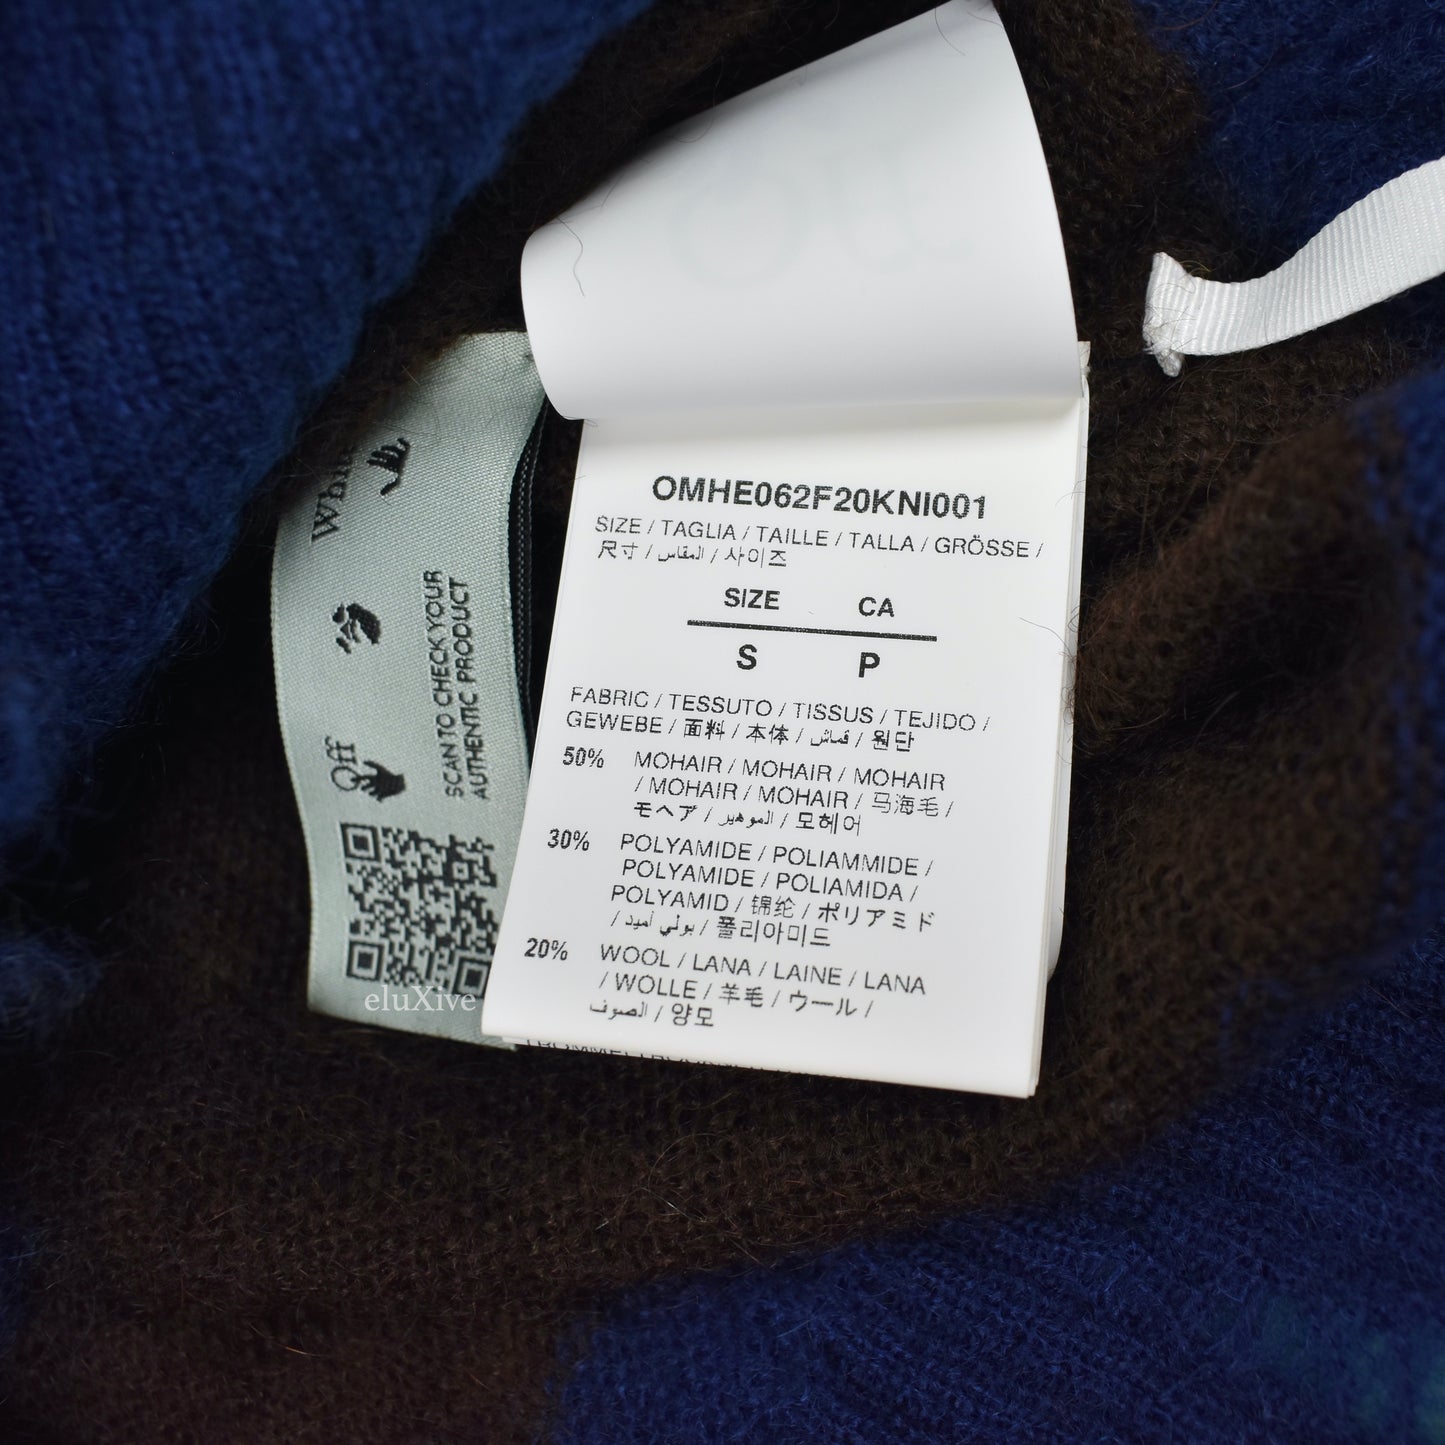 OMHE062F20KNI001
SIZE / TAGLIA / TAILLE / TALLA / GRÖSSE /
尺寸 / المقاس / 사이즈
SIZE CA
S P
FABRIC / TESSUTO / TISSUS / TEJIDO /
GEWEBE / 面料 / 本体 / قماش / 원단
50% MOHAIR / MOHAIR / MOHAIR
/ MOHAIR / MOHAIR / 马海毛 /
モヘア / الموهير / 모헤어
30% POLYAMIDE / POLIAMMIDE /
POLYAMIDE / POLIAMIDA /
POLYAMID / 锦纶 / ポリアミド
/ بولي أميد / 폴리아미드
20% WOOL / LANA / LAINE / LANA
/ WOLLE / 羊毛 / ウール /
الصوف / 양모
Off
White
SCAN TO CHECK YOUR
AUTHENTIC PRODUCT
eluXive
Off